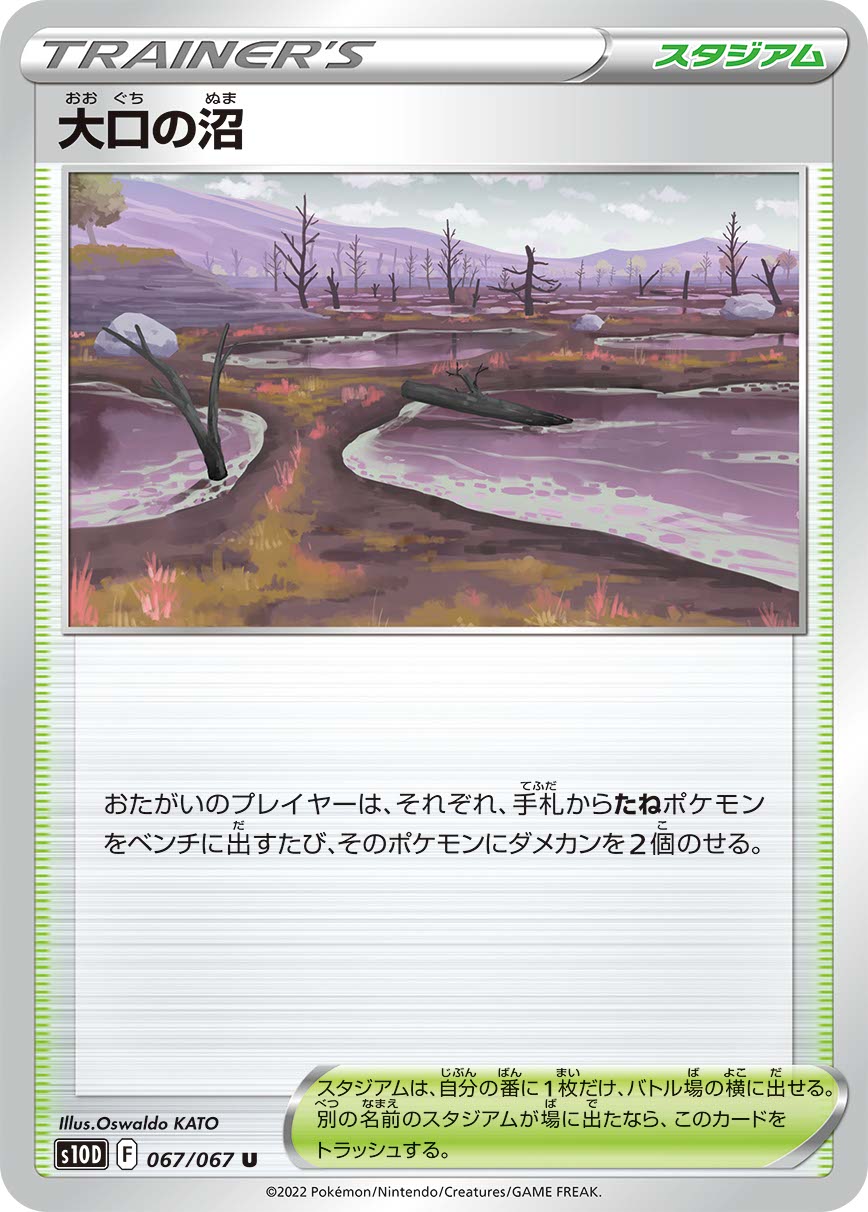 TRAINER'S
スタジアム
おお ぐち ぬま
大口の沼
てふだ
おたがいのプレイヤーは、それぞれ、手札からたねポケモン
だ こ
をベンチに出すたび、そのポケモンにダメカンを2個のせる。
じぶん ばん まい ば よこ だ
スタジアムは、自分の番に1枚だけ、バトル場の横に出せる。
べつ なまえ ば で
別の名前のスタジアムが場に出たなら、このカードを
トラッシュする。
Illus.Oswaldo KATO
s10D F 067/067 U
©2022 Pokémon/Nintendo/Creatures/GAME FREAK.